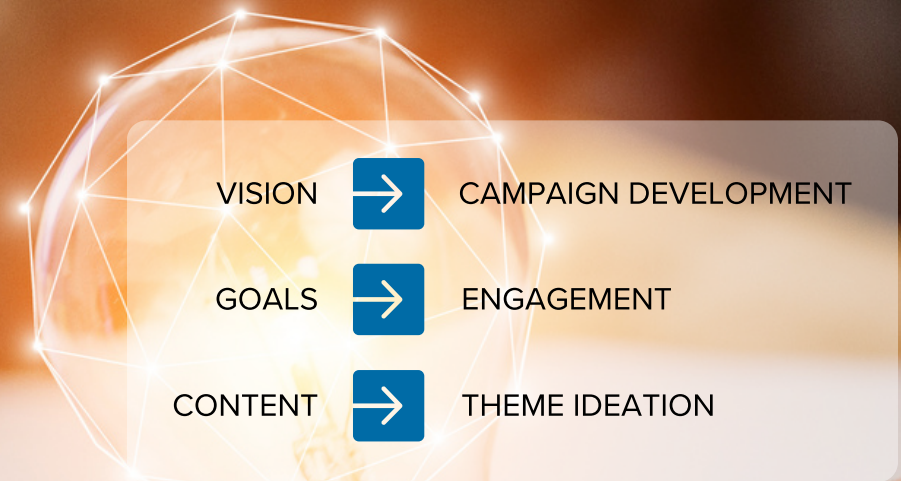 VISION CAMPAIGN DEVELOPMENT
GOALS ENGAGEMENT
CONTENT THEME IDEATION